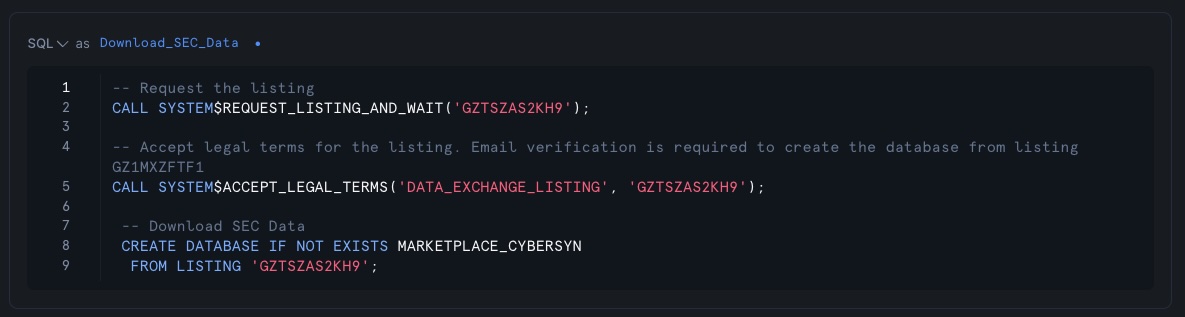 SQL as Download_SEC_Data
1 -- Request the listing
2 CALL SYSTEM$REQUEST_LISTING_AND_WAIT('GZTSZAS2KH9');
3
4 -- Accept legal terms for the listing. Email verification is required to create the database from listing
GZ1MXZFTF1
5 CALL SYSTEM$ACCEPT_LEGAL_TERMS('DATA_EXCHANGE_LISTING', 'GZTSZAS2KH9');
6
7 -- Download SEC Data
8 CREATE DATABASE IF NOT EXISTS MARKETPLACE_CYBERSYN
9 FROM LISTING 'GZTSZAS2KH9';